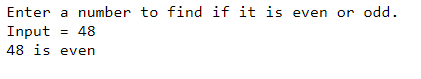 Enter a number to find if it is even or odd.
Input = 48
48 is even